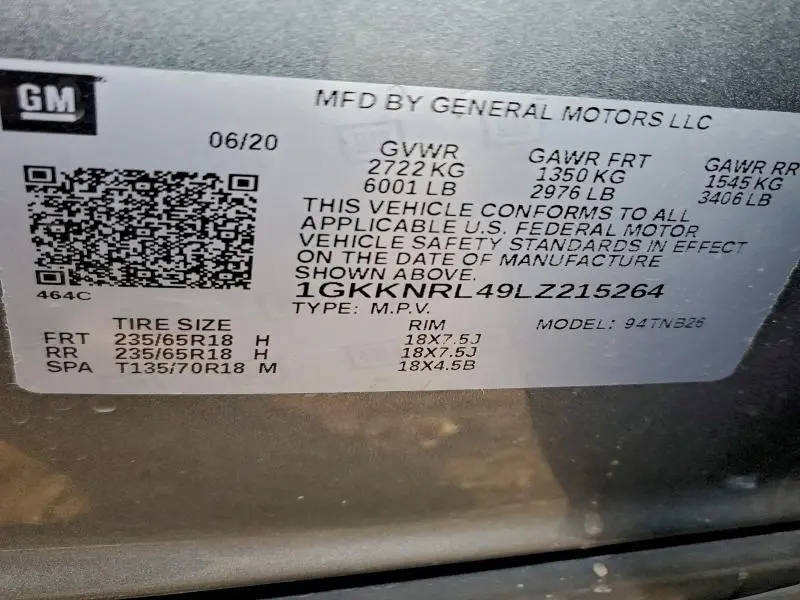 GM
MFD BY GENERAL MOTORS LLC
06/20
GVWR
2722 KG
6001 LB
GAWR FRT
1350 KG
2976 LB
GAWR RR
1545 KG
3406 LB
THIS VEHICLE CONFORMS TO ALL
APPLICABLE U.S. FEDERAL MOTOR
VEHICLE SAFETY STANDARDS IN EFFECT
ON THE DATE OF MANUFACTURE
SHOWN ABOVE.
464C
1GKKNRL49LZ215264
TYPE: M.P.V.
MODEL: 94TNB26
TIRE SIZE RIM
FRT 235/65R18 H 18X7.5J
RR 235/65R18 H 18X7.5J
SPA T135/70R18 M 18X4.5B